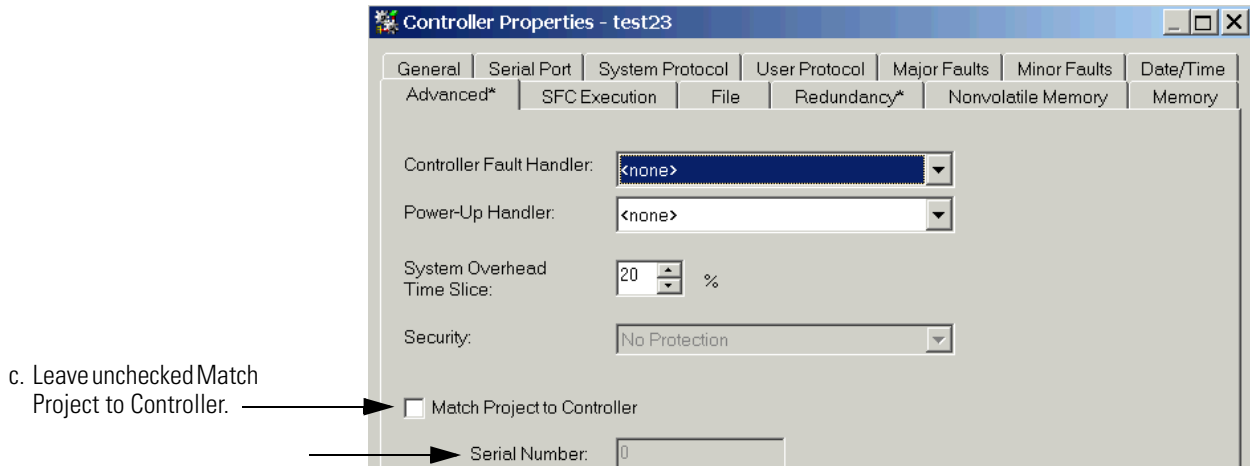 Controller Properties - test23
General Serial Port System Protocol User Protocol Major Faults Minor Faults Date/Time
Advanced* SFC Execution File Redundancy* Nonvolatile Memory Memory
Controller Fault Handler: <none>
Power-Up Handler: <none>
System Overhead
Time Slice: 20 %
Security: No Protection
c. Leave unchecked Match
Project to Controller.
Match Project to Controller
Serial Number: 0